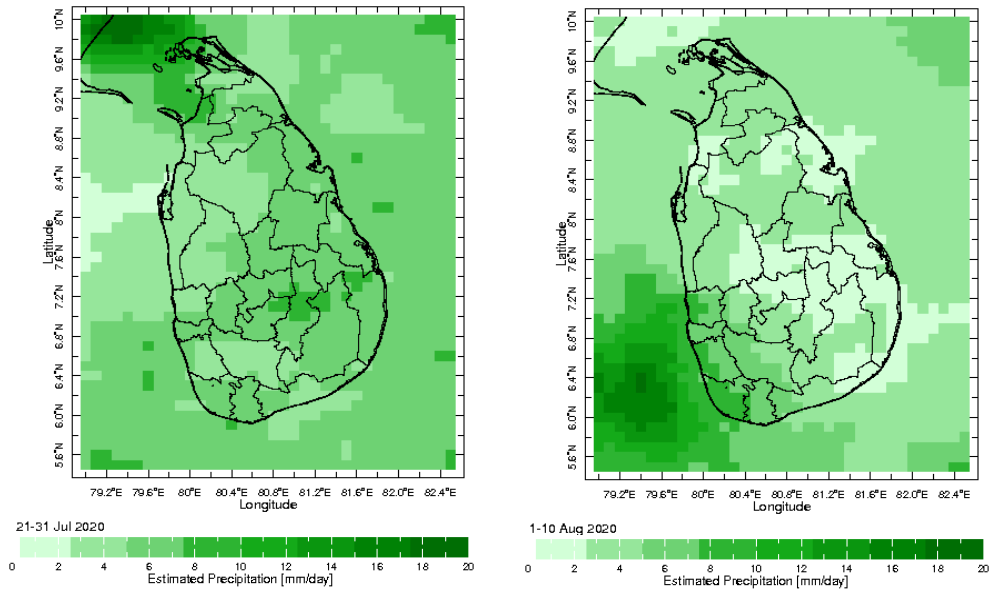 10°N
9.6°N
9.2°N
8.8°N
8.4°N
8°N
7.6°N
7.2°N
6.8°N
6.4°N
6.0°N
5.6°N
Latitude
79.2°E 79.6°E 80°E 80.4°E 80.8°E 81.2°E 81.6°E 82.0°E 82.4°E
Longitude
21-31 Jul 2020
0 2 4 6 8 10 12 14 16 18 20
Estimated Precipitation [mm/day]
10°N
9.6°N
9.2°N
8.8°N
8.4°N
8°N
7.6°N
7.2°N
6.8°N
6.4°N
6.0°N
5.6°N
Latitude
79.2°E 79.6°E 80°E 80.4°E 80.8°E 81.2°E 81.6°E 82.0°E 82.4°E
Longitude
1-10 Aug 2020
0 2 4 6 8 10 12 14 16 18 20
Estimated Precipitation [mm/day]